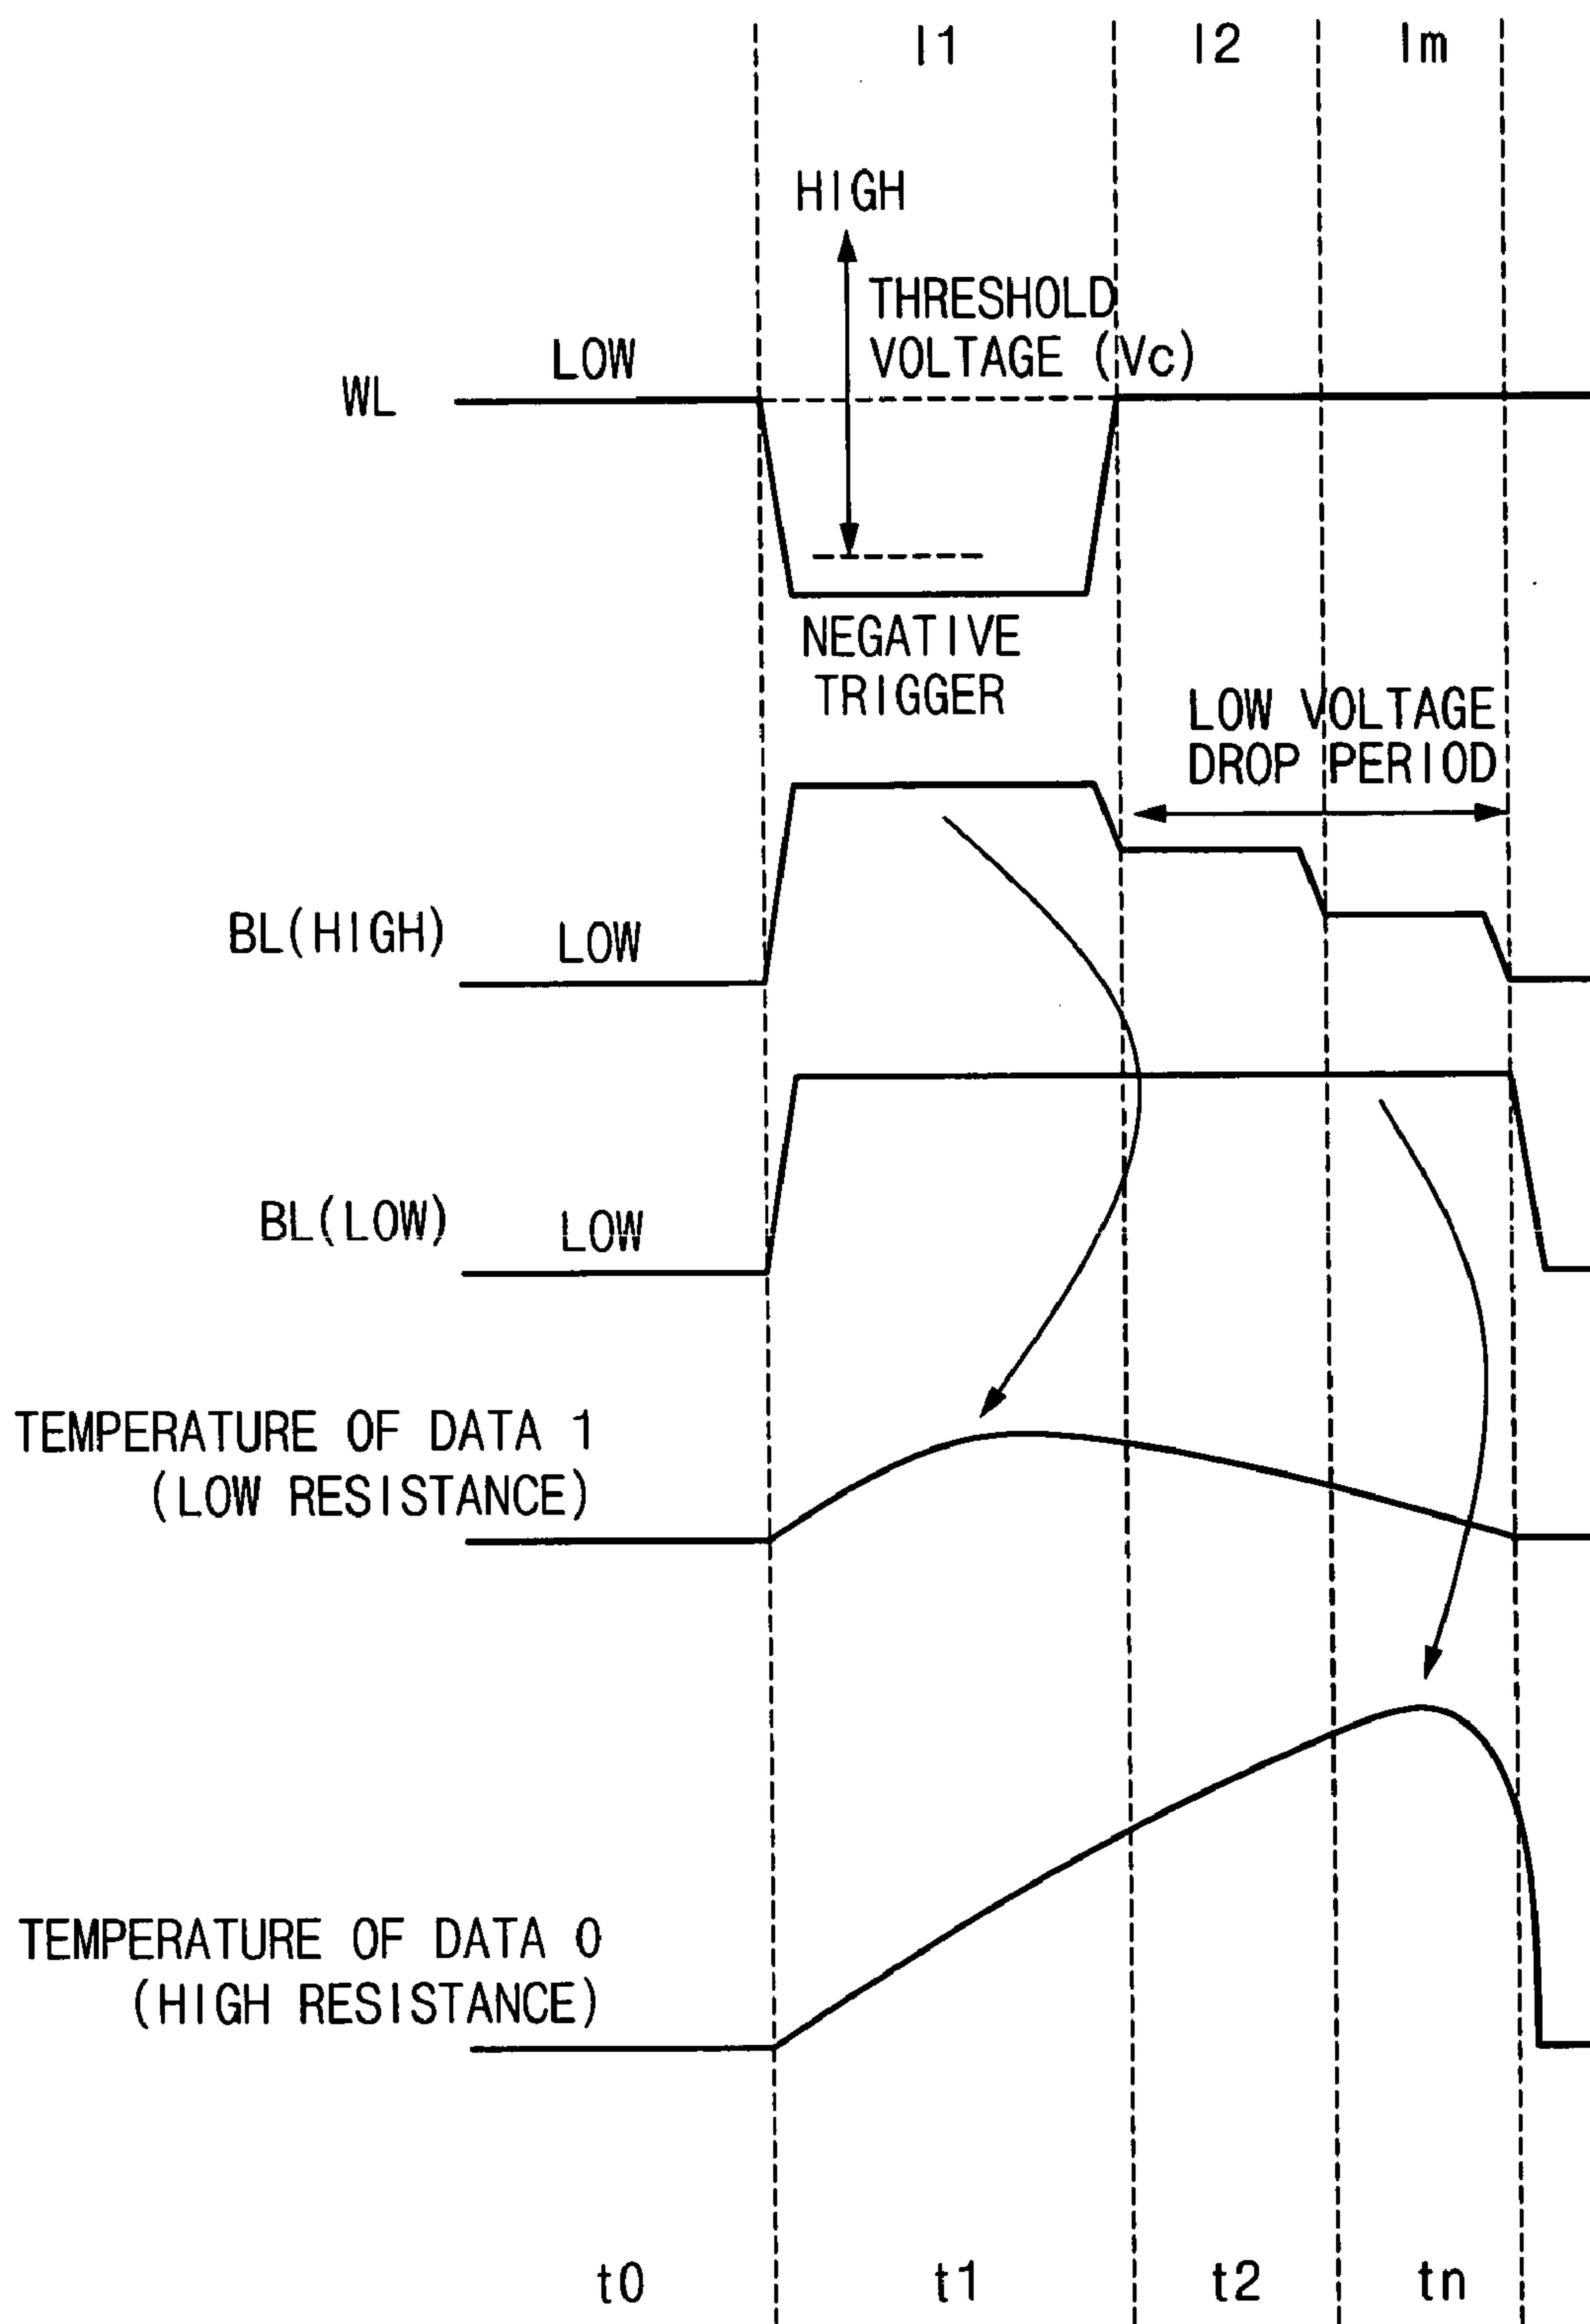 I1 I2 Im
HIGH
THRESHOLD
VOLTAGE (Vc)
LOW
WL
NEGATIVE
TRIGGER
LOW VOLTAGE
DROP PERIOD
BL(HIGH)
LOW
BL(LOW)
LOW
TEMPERATURE OF DATA 1
(LOW RESISTANCE)
TEMPERATURE OF DATA 0
(HIGH RESISTANCE)
t0 t1 t2 tn